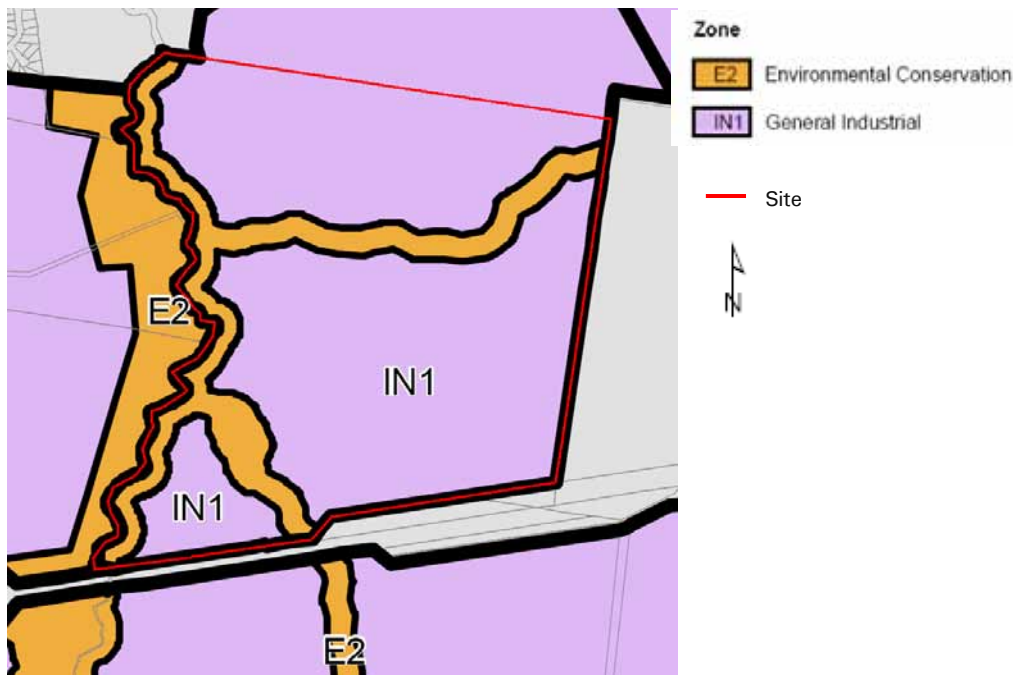 Zone
E2 Environmental Conservation
IN1 General Industrial
Site
N
E2
IN1
IN1
E2